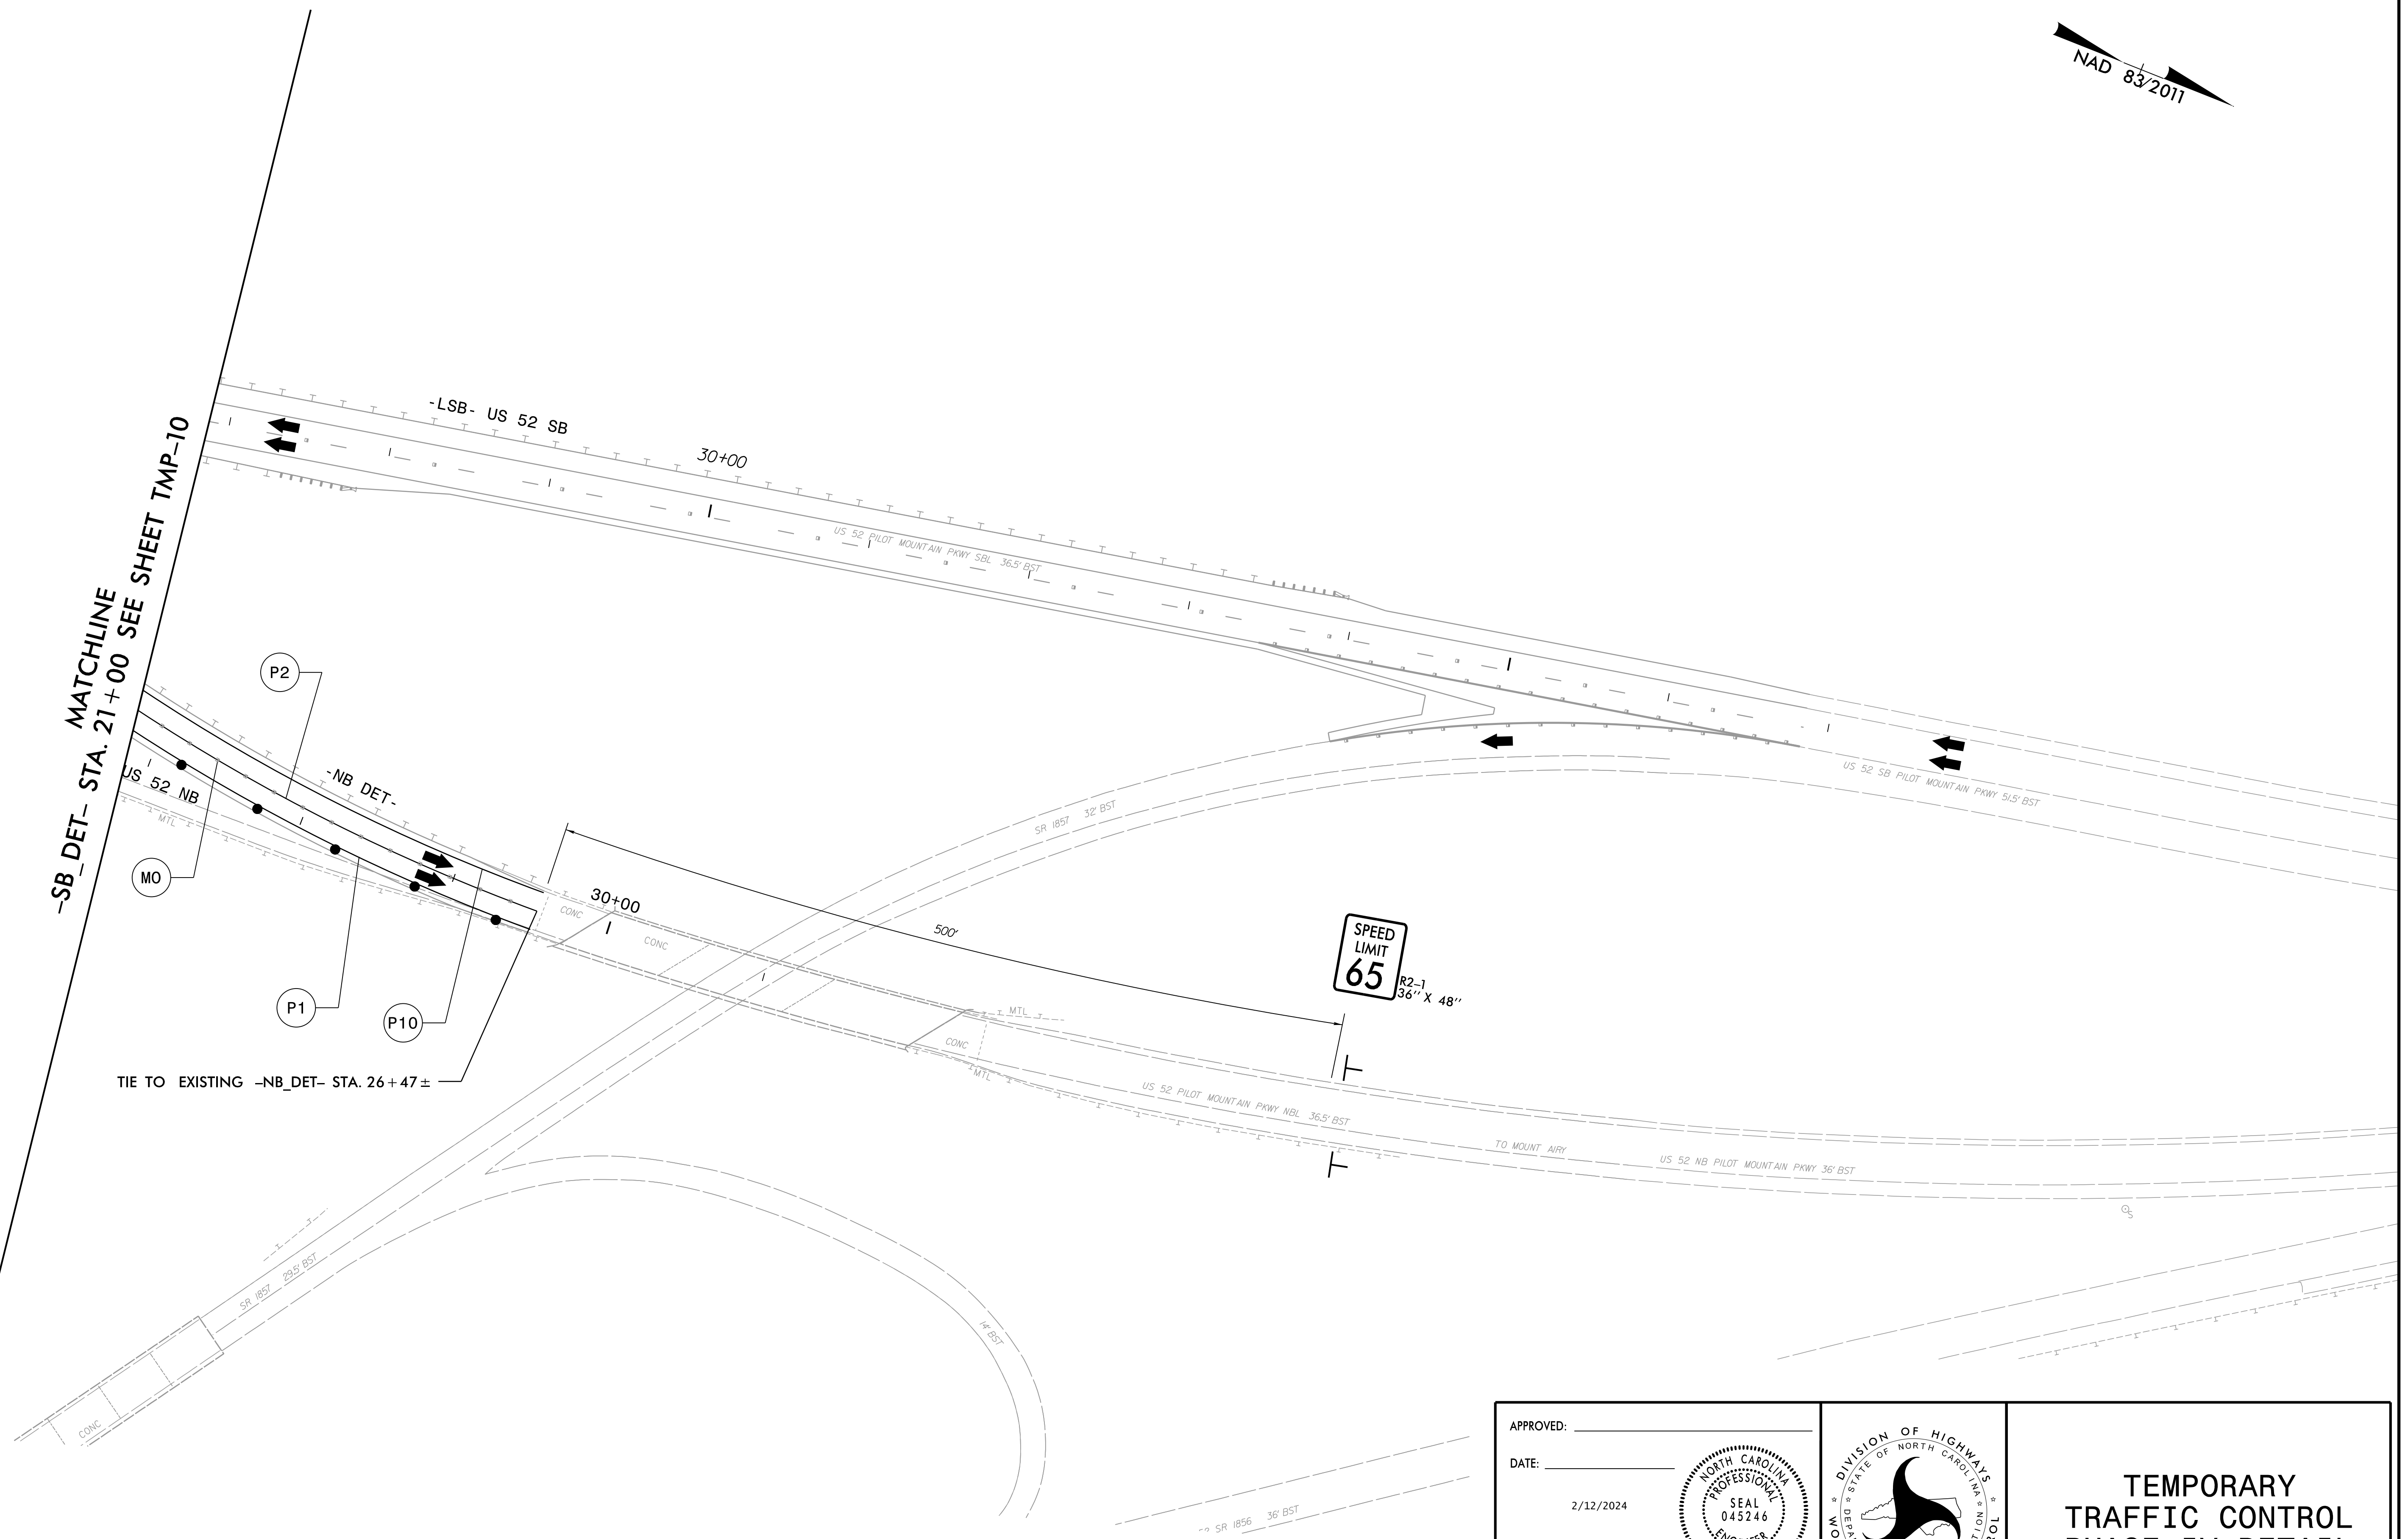 NAD 83/2011
-LSB- US 52 SB
30+00
US 52 PILOT MOUNTAIN PKWY SBL 36.5' BST
MATCHLINE
-SB_DET- STA. 21+00 SEE SHEET TMP-10
P2
-NB DET-
US 52 NB
MTL
MO
P1
P10
TIE TO EXISTING -NB_DET- STA. 26+47±
CONC
30+00
CONC
500'
SPEED
LIMIT
65
R2-1
36'' X 48''
SR 1857 32' BST
US 52 SB PILOT MOUNTAIN PKWY 51.5' BST
MTL
CONC
MTL
US 52 PILOT MOUNTAIN PKWY NBL 36.5' BST
TO MOUNT AIRY
US 52 NB PILOT MOUNTAIN PKWY 36' BST
S
SR 1857 29.5' BST
14' BST
CONC
SR 1856 36' BST
APPROVED:
DATE:
2/12/2024
NORTH CAROLINA
PROFESSIONAL
SEAL
045246
ENGINEER
DIVISION OF HIGHWAYS
STATE OF NORTH CAROLINA
TEMPORARY
TRAFFIC CONTROL